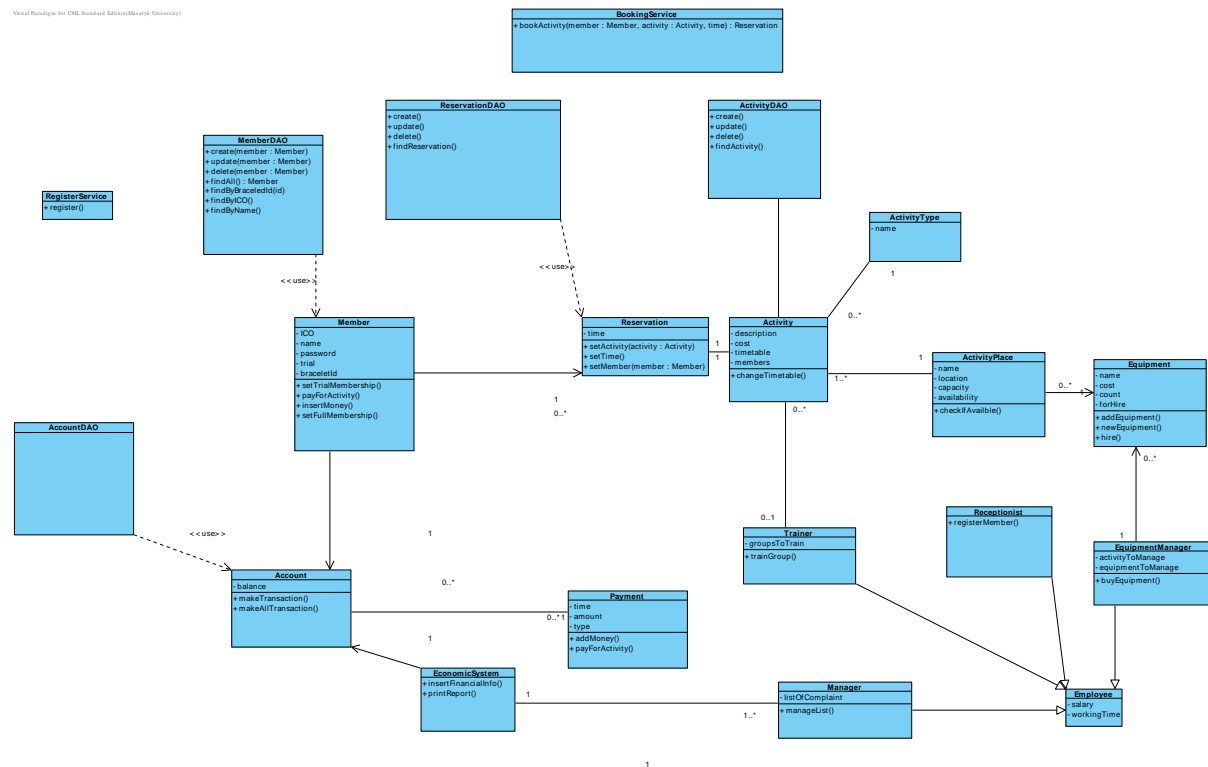 Visual Paradigm for UML Standard Edition(Masaryk University)
BookingService
+ bookActivity(member : Member, activity : Activity, time) : Reservation
ReservationDAO
+ create()
+ update()
+ delete()
+ findReservation()
ActivityDAO
+ create()
+ update()
+ delete()
+ findActivity()
MemberDAO
+ create(member : Member)
+ update(member : Member)
+ delete(member : Member)
+ findAll() : Member
+ findByBraceledId(id)
+ findByICO()
+ findByName()
RegisterService
+ register()
ActivityType
- name
<<use>>
<<use>>
1
0..*
Member
- ICO
- name
- password
- trial
- braceletId
+ setTrialMembership()
+ payForActivity()
+ insertMoney()
+ setFullMembership()
Reservation
- time
+ setActivity(activity : Activity)
+ setTime()
+ setMember(member : Member)
1
1
Activity
- description
- cost
- timetable
- members
+ changeTimetable()
1
1..*
ActivityPlace
- name
- location
- capacity
- availability
+ checkIfAvailble()
0..*
1
Equipment
- name
- cost
- count
- forHire
+ addEquipment()
+ newEquipment()
+ hire()
1
0..*
0..*
AccountDAO
0..*
<<use>>
1
0..1
Trainer
- groupsToTrain
+ trainGroup()
Receptionist
+ registerMember()
1
EquipmentManager
- activityToManage
- equipmentToManage
+ buyEquipment()
Account
- balance
+ makeTransaction()
+ makeAllTransaction()
0..*
0..*
1
Payment
- time
- amount
- type
+ addMoney()
+ payForActivity()
1
EconomicSystem
+ insertFinancialInfo()
+ printReport()
1
1..*
Manager
- listOfComplaint
+ manageList()
Employee
- salary
- workingTime
1